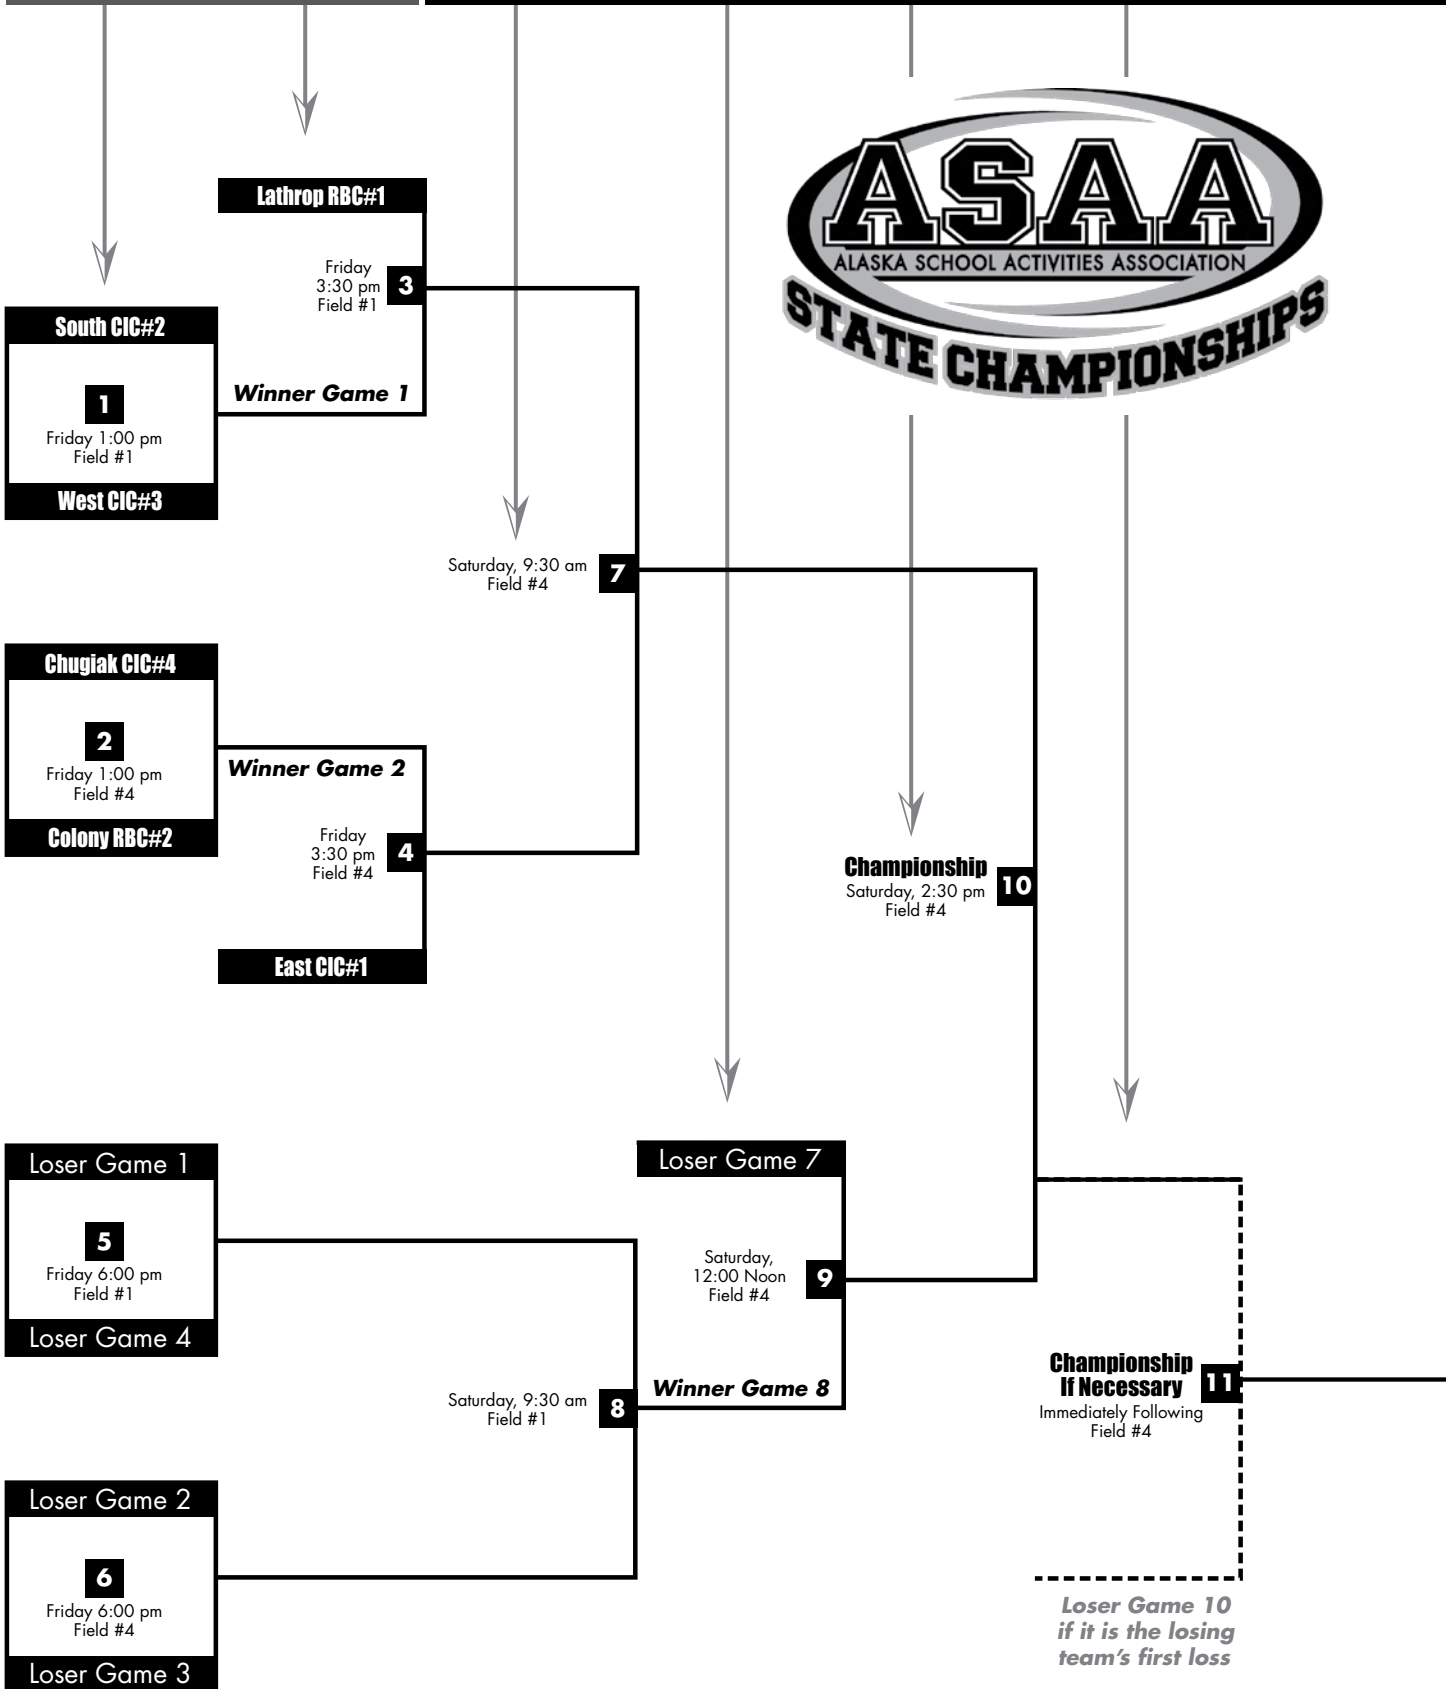 ASAA
ALASKA SCHOOL ACTIVITIES ASSOCIATION
STATE CHAMPIONSHIPS
Lathrop RBC#1
Friday
3:30 pm
Field #1
3
Winner Game 1
South CIC#2
1
Friday 1:00 pm
Field #1
West CIC#3
Saturday, 9:30 am
Field #4
7
Chugiak CIC#4
2
Friday 1:00 pm
Field #4
Colony RBC#2
Winner Game 2
Friday
3:30 pm
Field #4
4
East CIC#1
Championship
Saturday, 2:30 pm
Field #4
10
Loser Game 1
5
Friday 6:00 pm
Field #1
Loser Game 4
Loser Game 7
Saturday,
12:00 Noon
Field #4
9
Winner Game 8
Saturday, 9:30 am
Field #1
8
Championship
If Necessary
Immediately Following
Field #4
11
Loser Game 2
6
Friday 6:00 pm
Field #4
Loser Game 3
Loser Game 10
if it is the losing
team's first loss